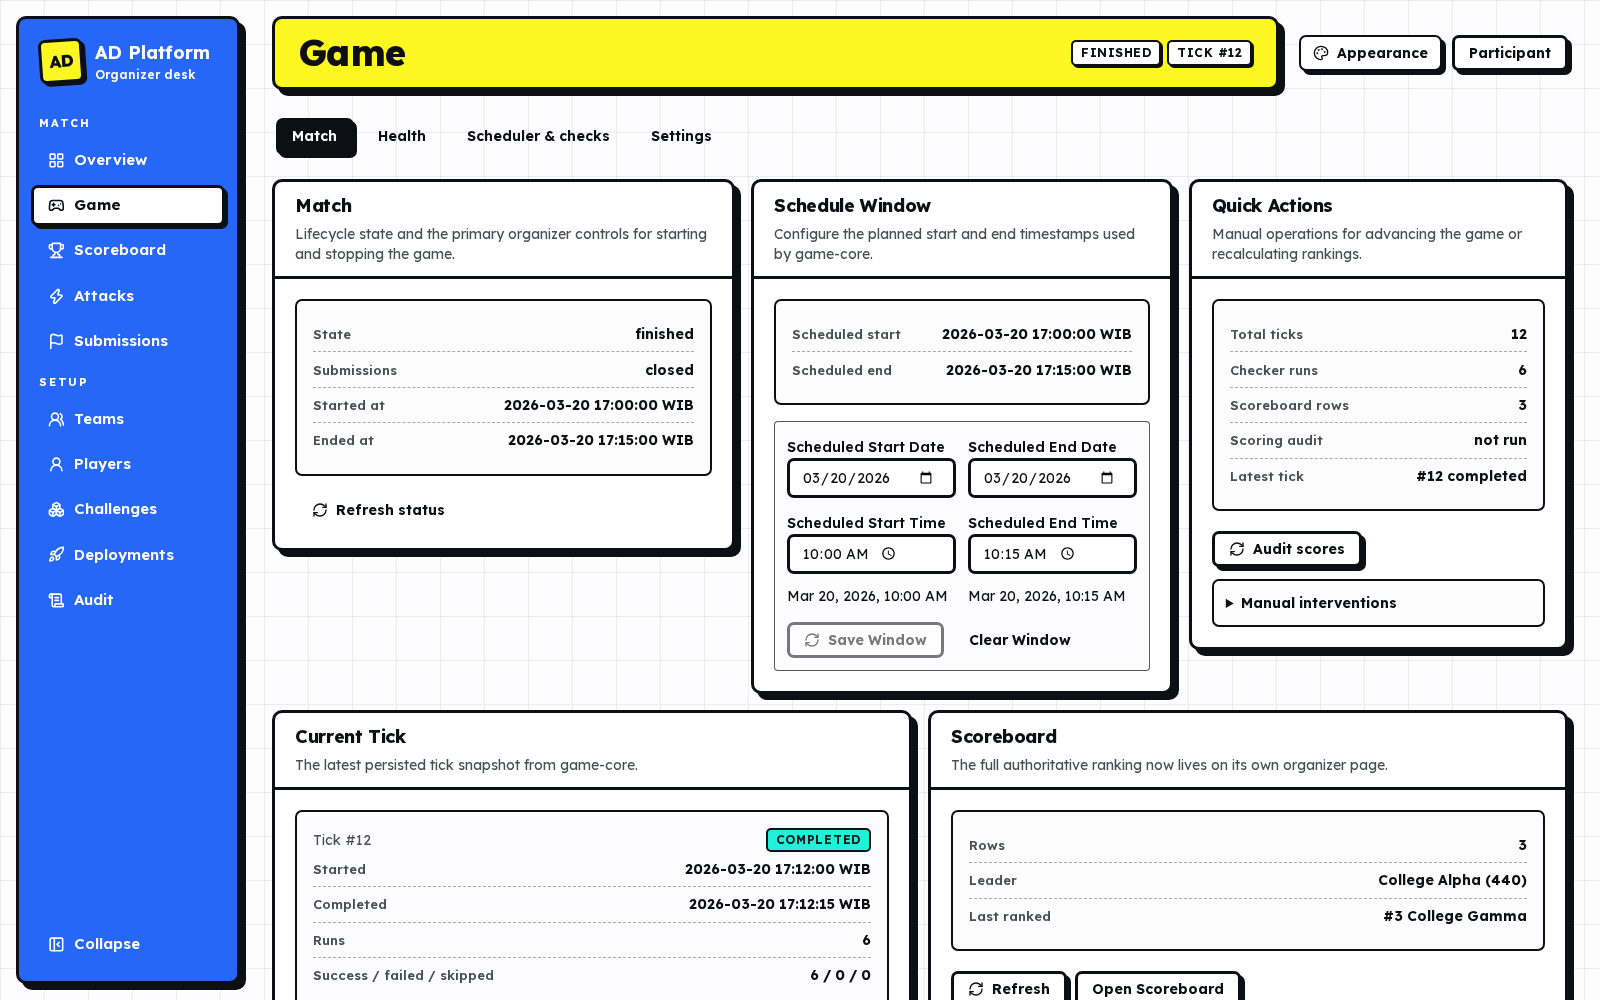 AD
AD Platform
Organizer desk
MATCH
Overview
Game
Scoreboard
Attacks
Submissions
SETUP
Teams
Players
Challenges
Deployments
Audit
Collapse
Game
FINISHED
TICK #12
Appearance
Participant
Match
Health
Scheduler & checks
Settings
Match
Lifecycle state and the primary organizer controls for starting
and stopping the game.
State
finished
Submissions
closed
Started at
2026-03-20 17:00:00 WIB
Ended at
2026-03-20 17:15:00 WIB
Refresh status
Schedule Window
Configure the planned start and end timestamps used
by game-core.
Scheduled start
2026-03-20 17:00:00 WIB
Scheduled end
2026-03-20 17:15:00 WIB
Scheduled Start Date
Scheduled End Date
03/20/2026
03/20/2026
Scheduled Start Time
Scheduled End Time
10:00 AM
10:15 AM
Mar 20, 2026, 10:00 AM
Mar 20, 2026, 10:15 AM
Save Window
Clear Window
Quick Actions
Manual operations for advancing the game or
recalculating rankings.
Total ticks
12
Checker runs
6
Scoreboard rows
3
Scoring audit
not run
Latest tick
#12 completed
Audit scores
Manual interventions
Current Tick
The latest persisted tick snapshot from game-core.
Tick #12
COMPLETED
Started
2026-03-20 17:12:00 WIB
Completed
2026-03-20 17:12:15 WIB
Runs
6
Success / failed / skipped
6 / 0 / 0
Scoreboard
The full authoritative ranking now lives on its own organizer page.
Rows
3
Leader
College Alpha (440)
Last ranked
#3 College Gamma
Refresh
Open Scoreboard